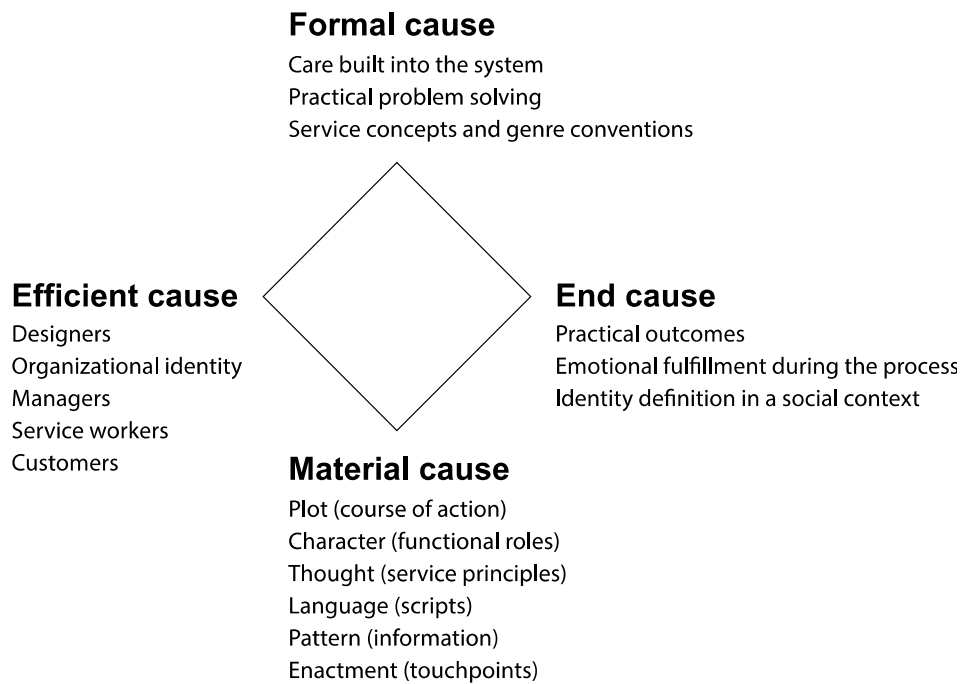 Formal cause
Care built into the system
Practical problem solving
Service concepts and genre conventions
Efficient cause
Designers
Organizational identity
Managers
Service workers
Customers
End cause
Practical outcomes
Emotional fulfillment during the process
Identity definition in a social context
Material cause
Plot (course of action)
Character (functional roles)
Thought (service principles)
Language (scripts)
Pattern (information)
Enactment (touchpoints)